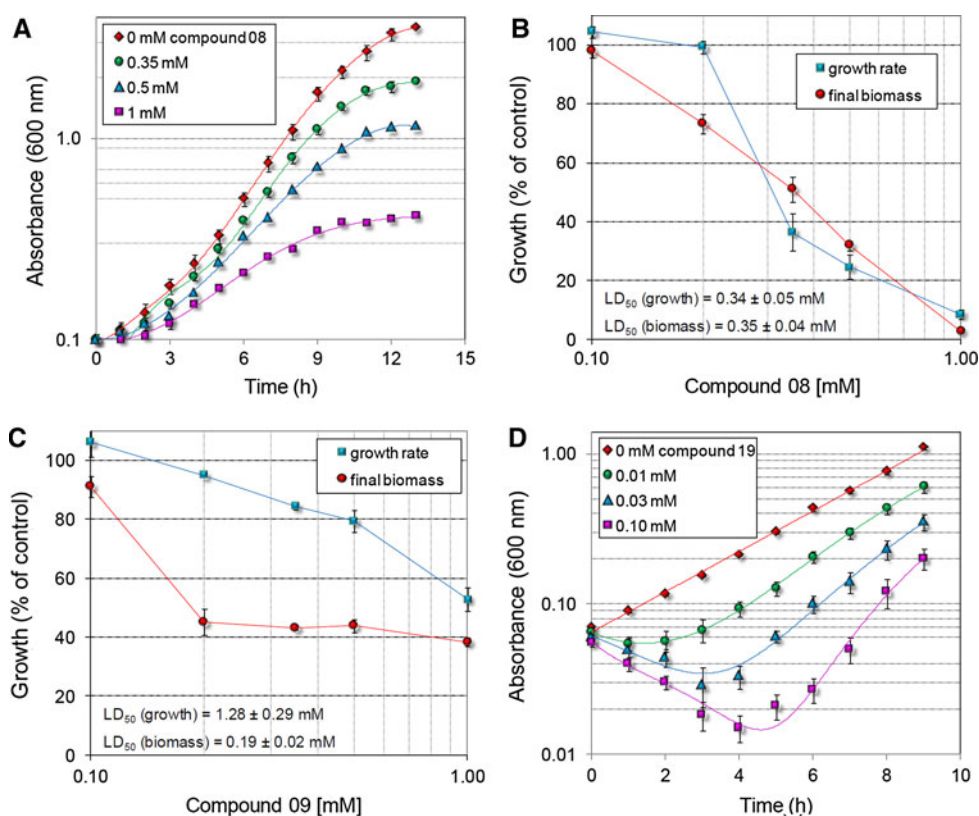 A
0 mM compound 08
0.35 mM
0.5 mM
1 mM
Absorbance (600 nm)
1.0
0.1
0 3 6 9 12 15
Time (h)
B
growth rate
final biomass
Growth (% of control)
100
80
60
40
20
0
LD50 (growth) = 0.34 ± 0.05 mM
LD50 (biomass) = 0.35 ± 0.04 mM
0.10 1.00
Compound 08 [mM]
C
growth rate
final biomass
Growth (% of control)
100
80
60
40
20
0
LD50 (growth) = 1.28 ± 0.29 mM
LD50 (biomass) = 0.19 ± 0.02 mM
0.10 1.00
Compound 09 [mM]
D
0 mM compound 19
0.01 mM
0.03 mM
0.10 mM
Absorbance (600 nm)
1.00
0.10
0.01
0 2 4 6 8 10
Time (h)